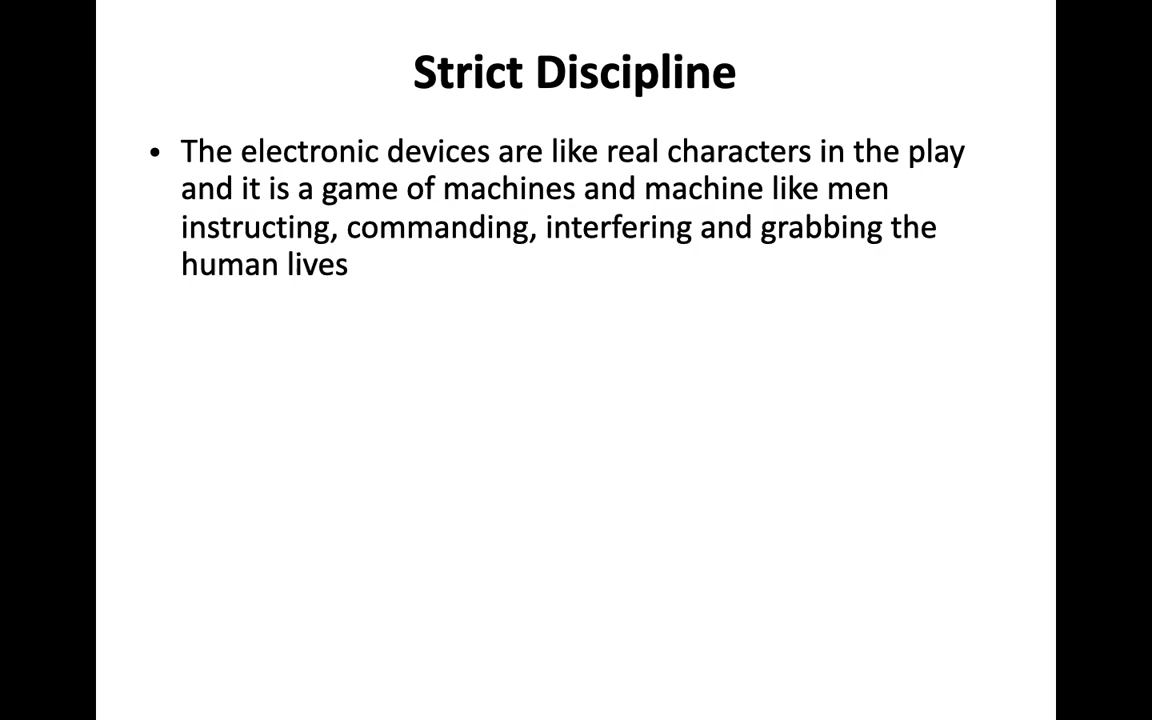 Strict Discipline
• The electronic devices are like real characters in the play
and it is a game of machines and machine like men
instructing, commanding, interfering and grabbing the
human lives